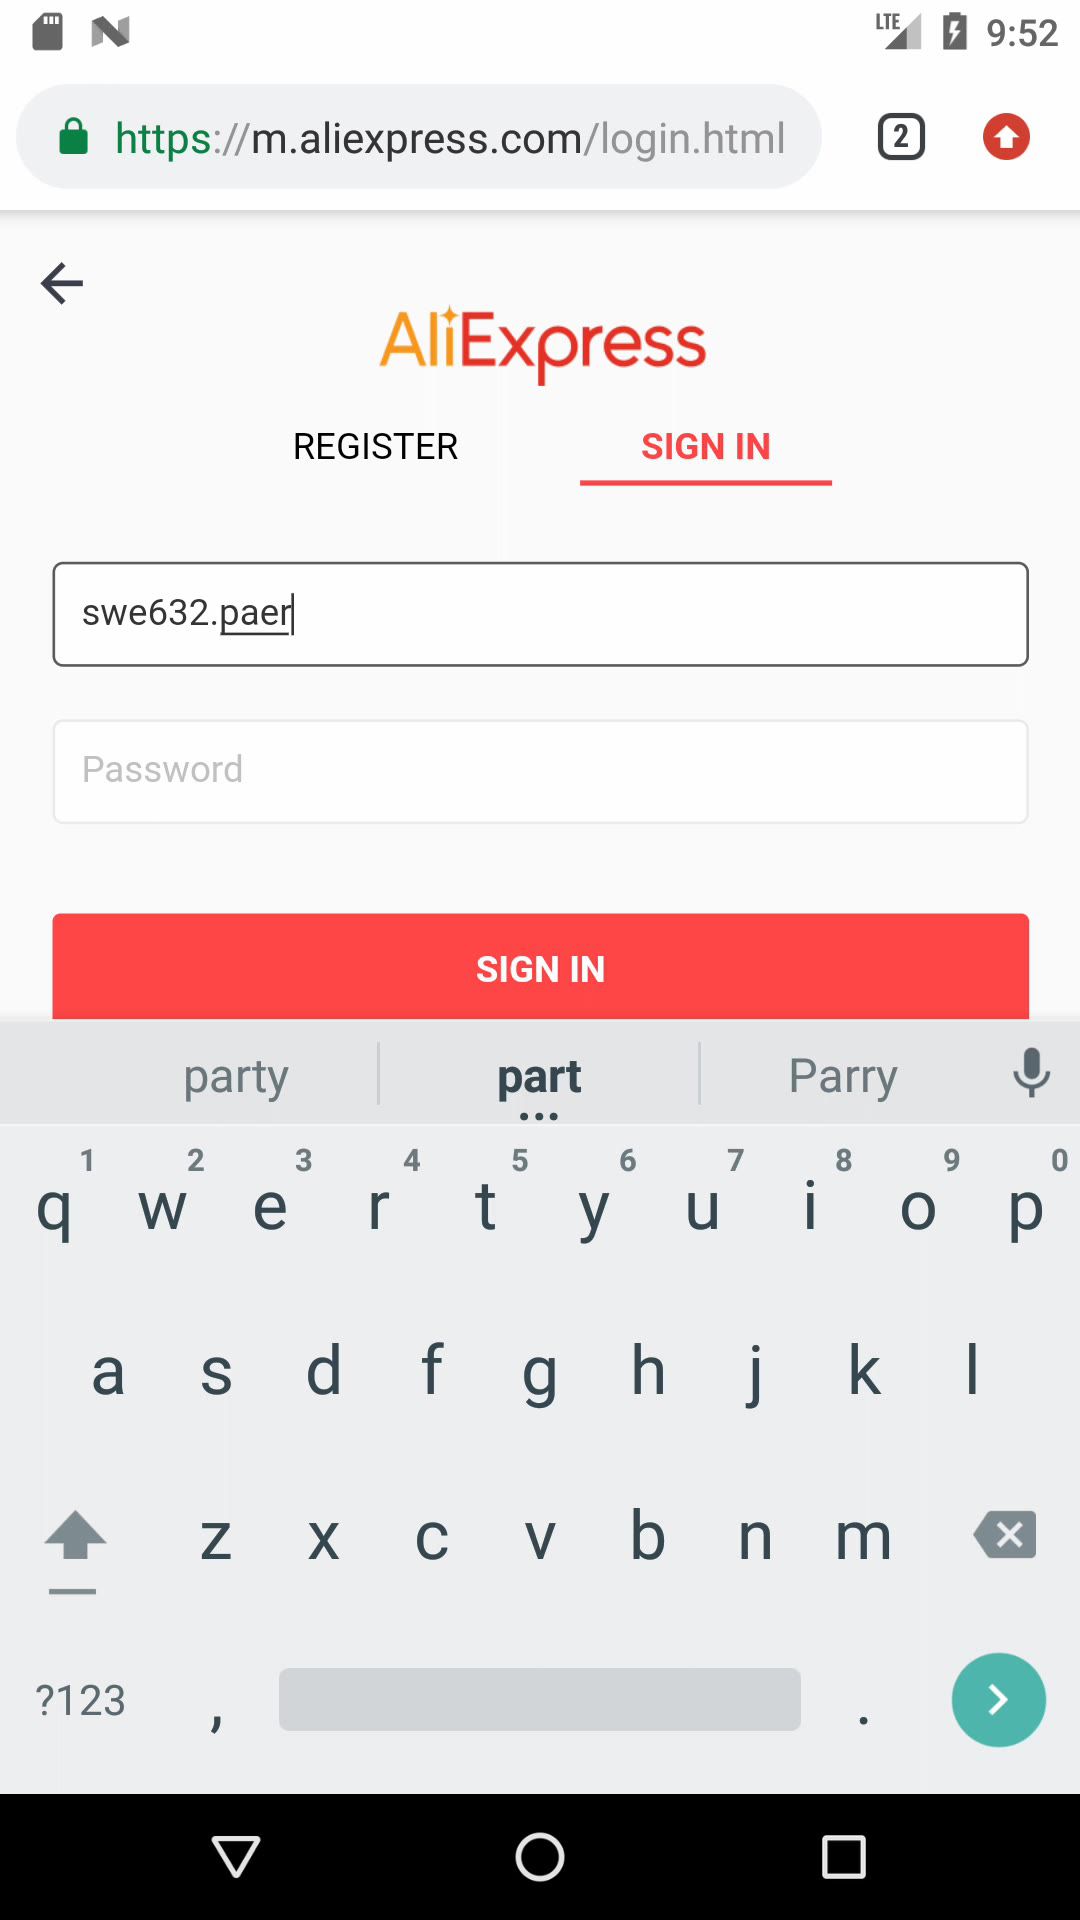 LTE 9:52
https://m.aliexpress.com/login.html 2
AliExpress
REGISTER SIGN IN
swe632.paer
Password
SIGN IN
party part Parry
1 2 3 4 5 6 7 8 9 0
q w e r t y u i o p
a s d f g h j k l
z x c v b n m
?123 , .